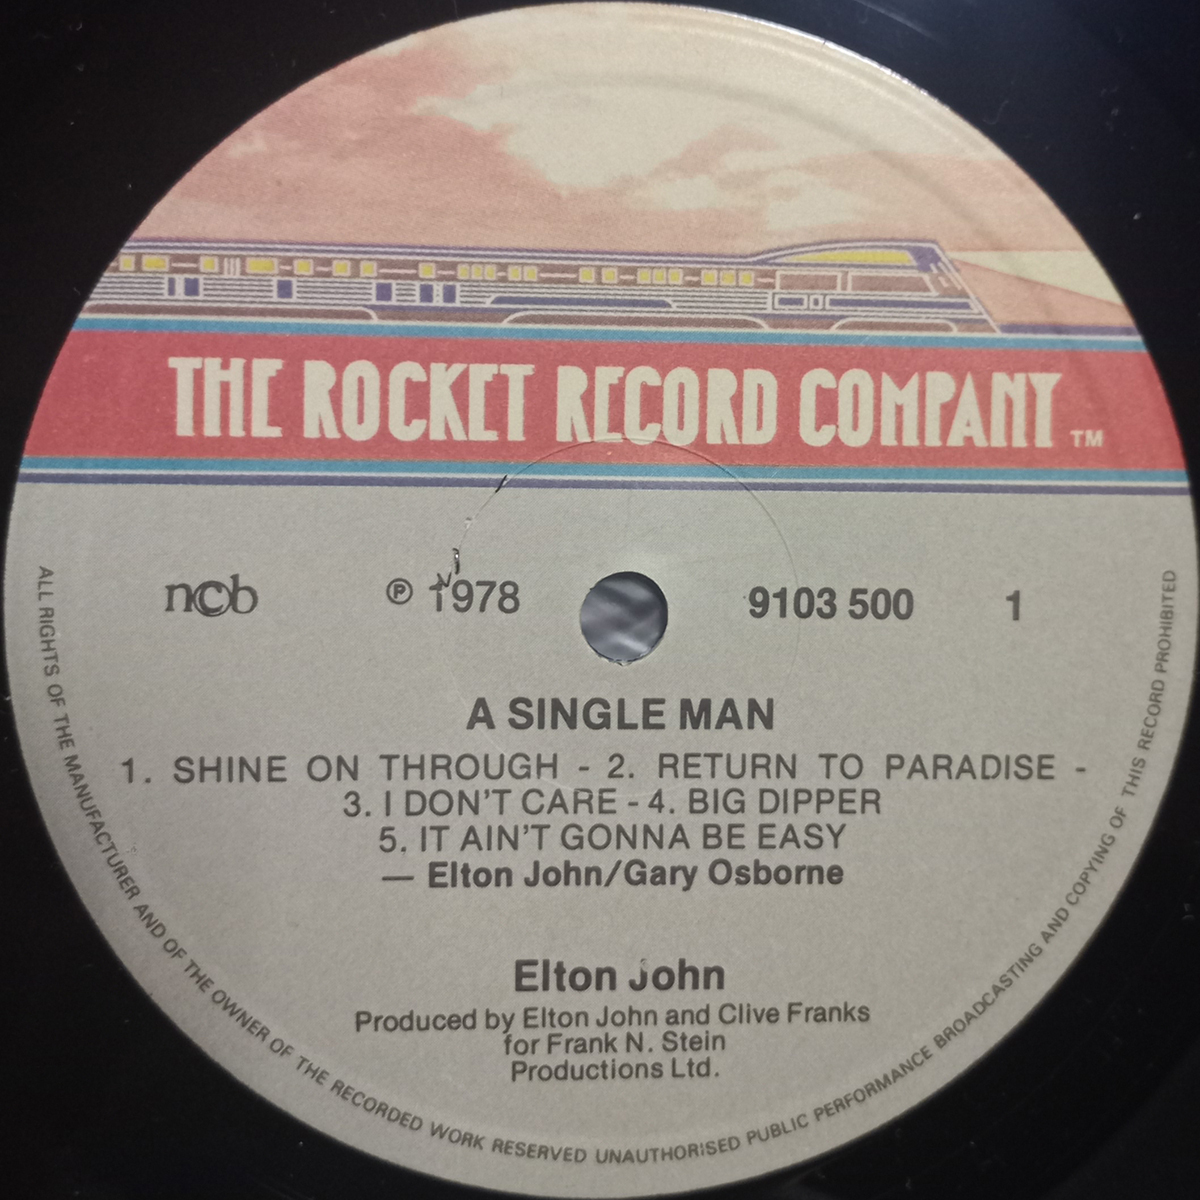 THE ROCKET RECORD COMPANY TM
ncb ℗ 1978 9103 500 1
A SINGLE MAN
1. SHINE ON THROUGH - 2. RETURN TO PARADISE -
3. I DON'T CARE - 4. BIG DIPPER
5. IT AIN'T GONNA BE EASY
— Elton John/Gary Osborne
Elton John
Produced by Elton John and Clive Franks
for Frank N. Stein
Productions Ltd.
ALL RIGHTS OF THE MANUFACTURER AND OF THE OWNER OF THE RECORDED WORK RESERVED UNAUTHORISED PUBLIC PERFORMANCE BROADCASTING AND COPYING OF THIS RECORD PROHIBITED